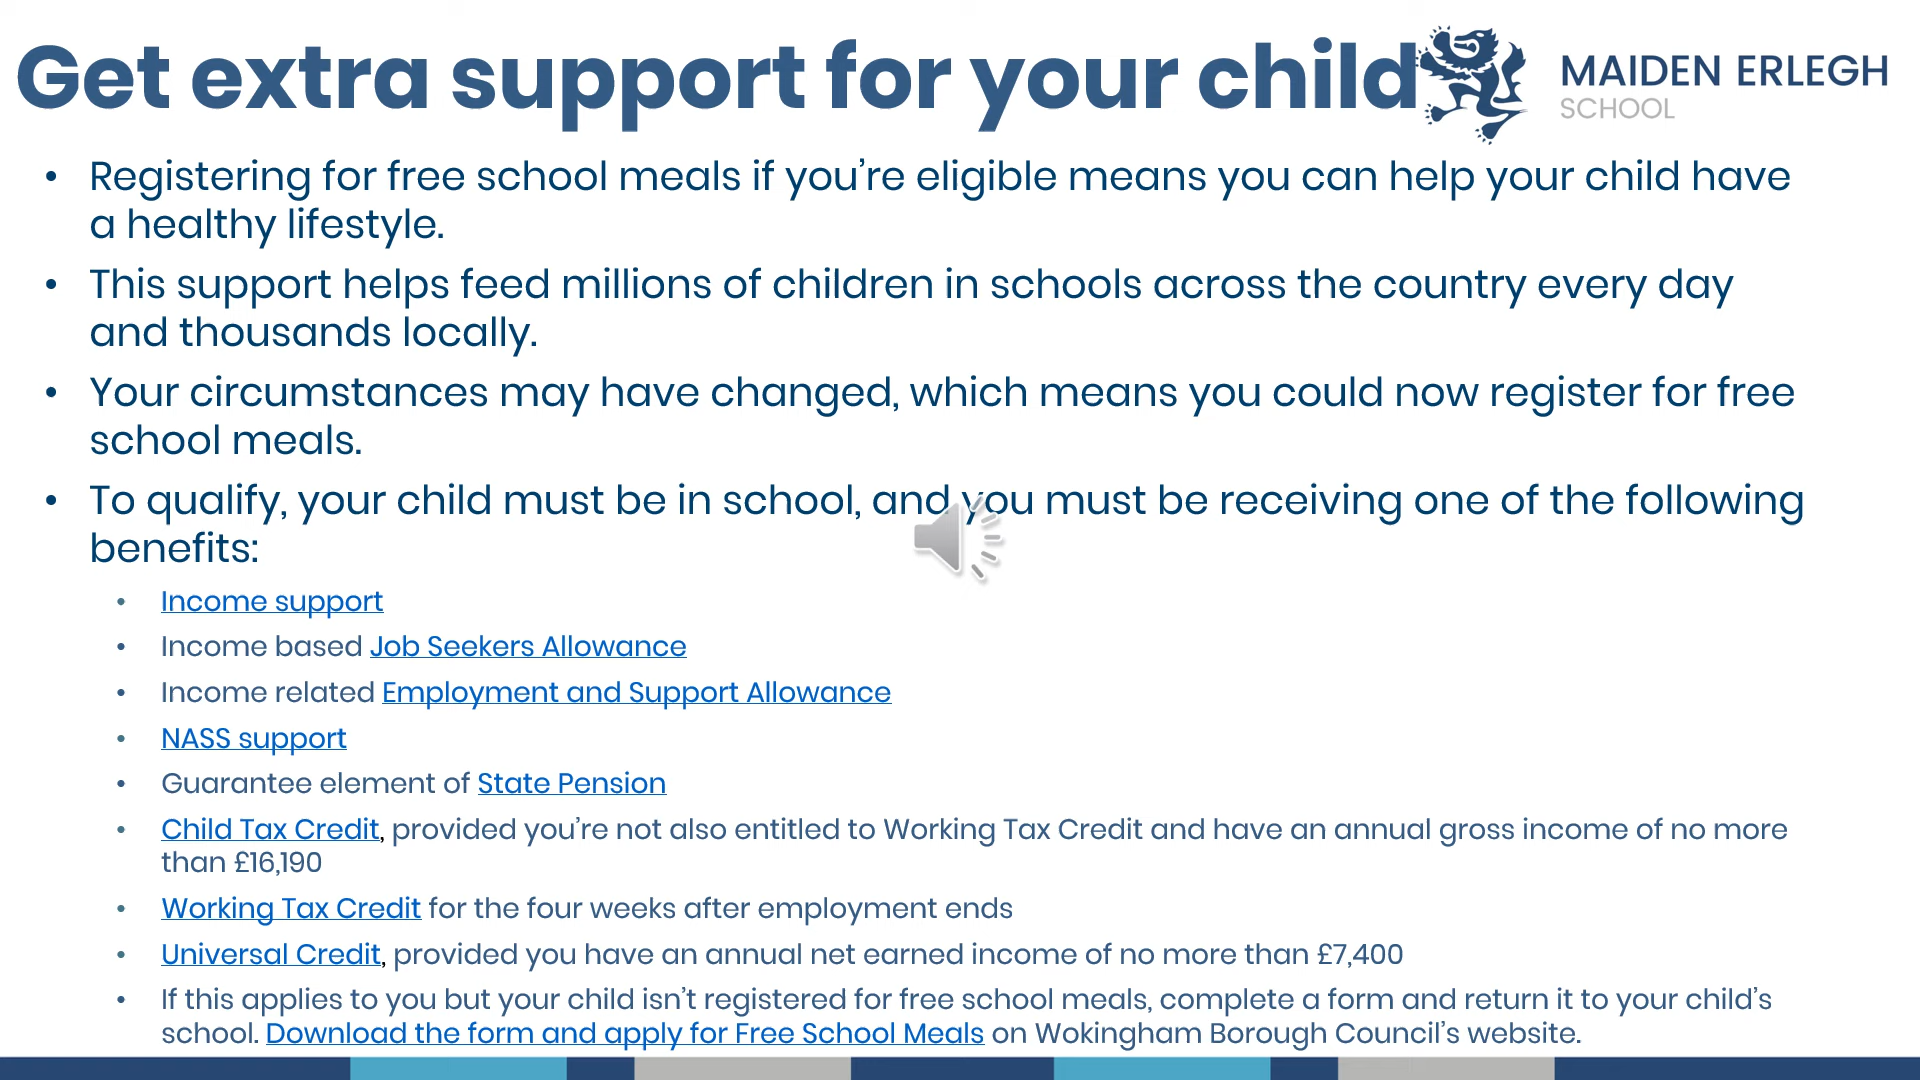 Get extra support for your child
MAIDEN ERLEGH
SCHOOL
• Registering for free school meals if you’re eligible means you can help your child have
a healthy lifestyle.
• This support helps feed millions of children in schools across the country every day
and thousands locally.
• Your circumstances may have changed, which means you could now register for free
school meals.
• To qualify, your child must be in school, and you must be receiving one of the following
benefits:
• Income support
• Income based Job Seekers Allowance
• Income related Employment and Support Allowance
• NASS support
• Guarantee element of State Pension
• Child Tax Credit, provided you’re not also entitled to Working Tax Credit and have an annual gross income of no more
than £16,190
• Working Tax Credit for the four weeks after employment ends
• Universal Credit, provided you have an annual net earned income of no more than £7,400
• If this applies to you but your child isn’t registered for free school meals, complete a form and return it to your child’s
school. Download the form and apply for Free School Meals on Wokingham Borough Council’s website.